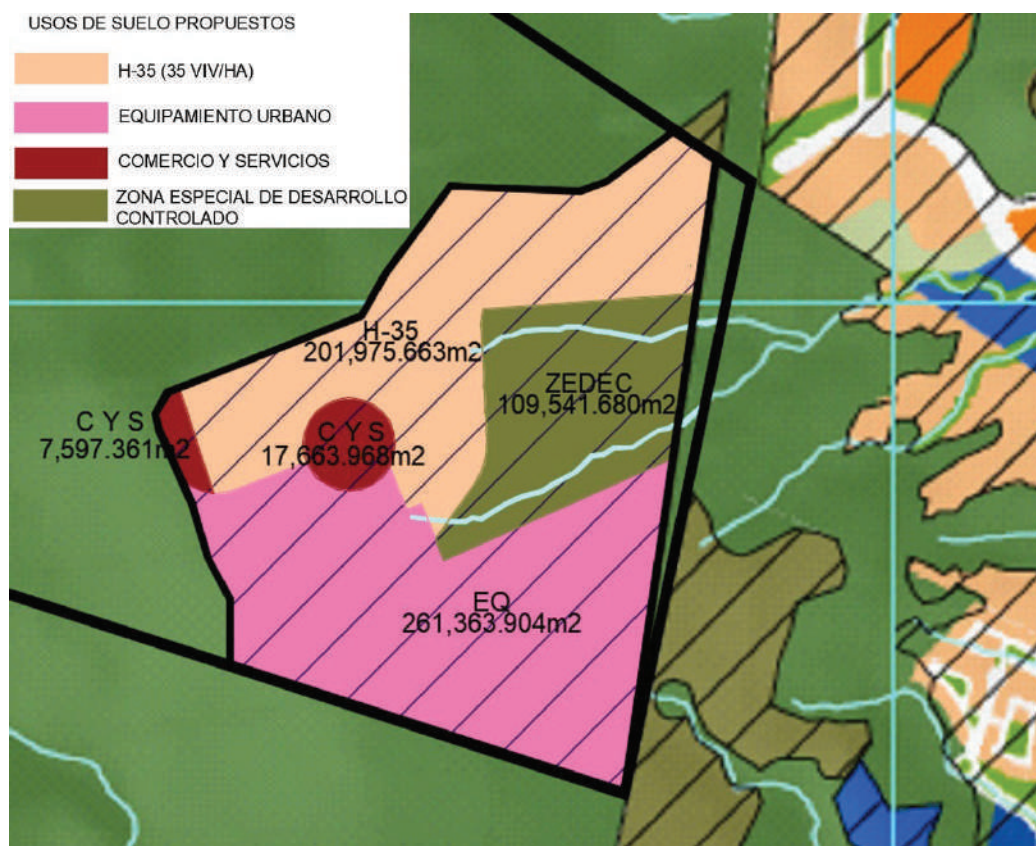 USOS DE SUELO PROPUESTOS
H-35 (35 VIV/HA)
EQUIPAMIENTO URBANO
COMERCIO Y SERVICIOS
ZONA ESPECIAL DE DESARROLLO
CONTROLADO
H-35
201,975.663m2
ZEDEC
109,541.680m2
C Y S
7,597.361m2
C Y S
17,663.968m2
EQ
261,363.904m2